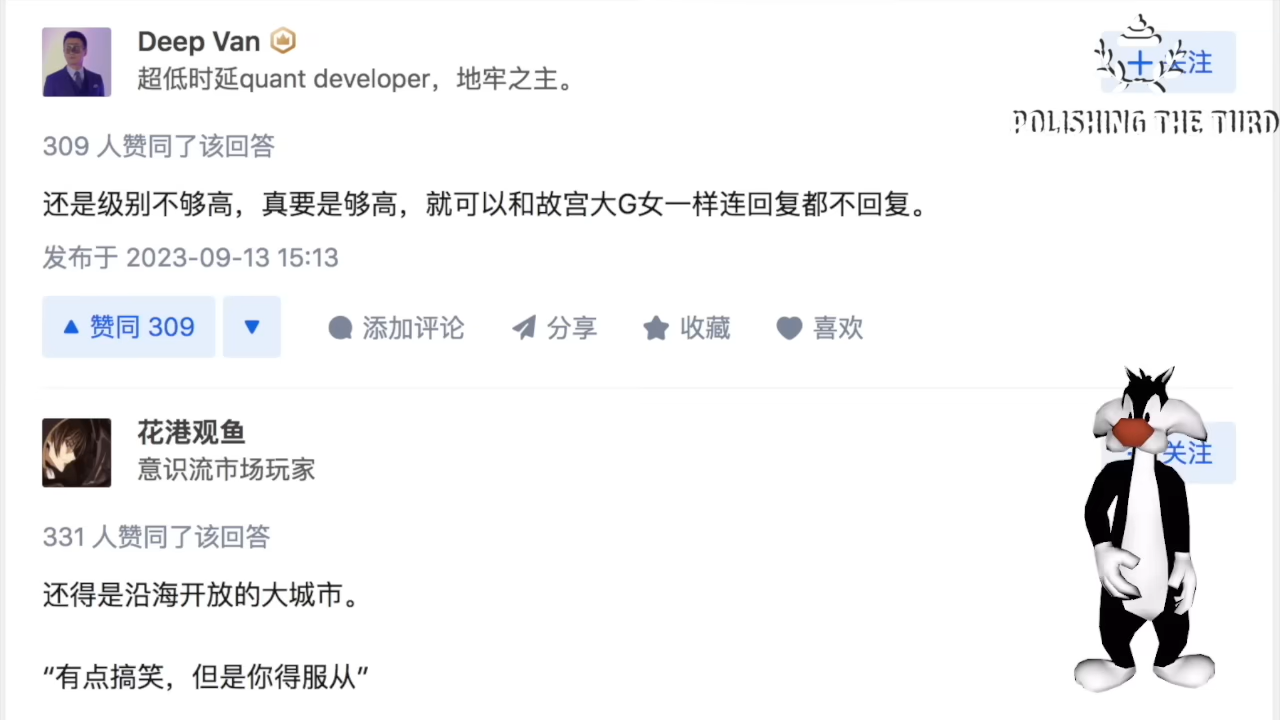 Deep Van
超低时延quant developer，地牢之主。
关注
POLISHING THE TURD
309 人赞同了该回答
还是级别不够高，真要是够高，就可以和故宫大G女一样连回复都不回复。
发布于 2023-09-13 15:13
赞同 309
添加评论
分享
收藏
喜欢
花港观鱼
意识流市场玩家
关注
331 人赞同了该回答
还得是沿海开放的大城市。
“有点搞笑，但是你得服从”